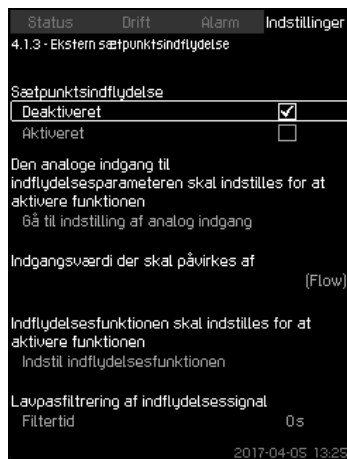 Status Drift Alarm Indstillinger
4.1.3 - Ekstern sætpunktsindflydelse
Sætpunktsindflydelse
Deaktiveret
Aktiveret
Den analoge indgang til
indflydelsesparameteren skal indstilles for at
aktivere funktionen
Gå til indstilling af analog indgang
Indgangsværdi der skal påvirkes af
(Flow)
Indflydelsesfunktionen skal indstilles for at
aktivere funktionen
Indstil indflydelsesfunktionen
Lavpasfiltrering af indflydelsessignal
Filtertid 0s
2017-04-05 13:25